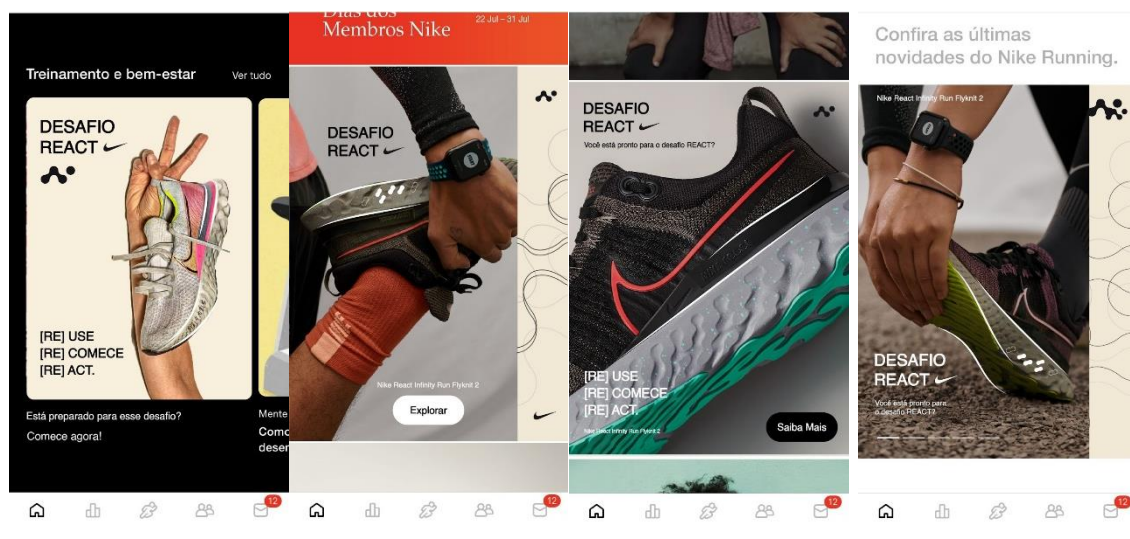 Treinamento e bem-estar
Ver tudo
DESAFIO
REACT
[RE] USE
[RE] COMECE
[RE] ACT.
Está preparado para esse desafio?
Comece agora!
Mente
Como
deser
Dias dos
Membros Nike
22 Jul – 31 Jul
DESAFIO
REACT
Nike React Infinity Run Flyknit 2
Explorar
DESAFIO
REACT
Você está pronto para o desafio REACT?
[RE] USE
[RE] COMECE
[RE] ACT.
Nike React Infinity Run Flyknit 2
Saiba Mais
Confira as últimas
novidades do Nike Running.
Nike React Infinity Run Flyknit 2
DESAFIO
REACT
Você está pronto para
o desafio REACT?
12
12
12
12